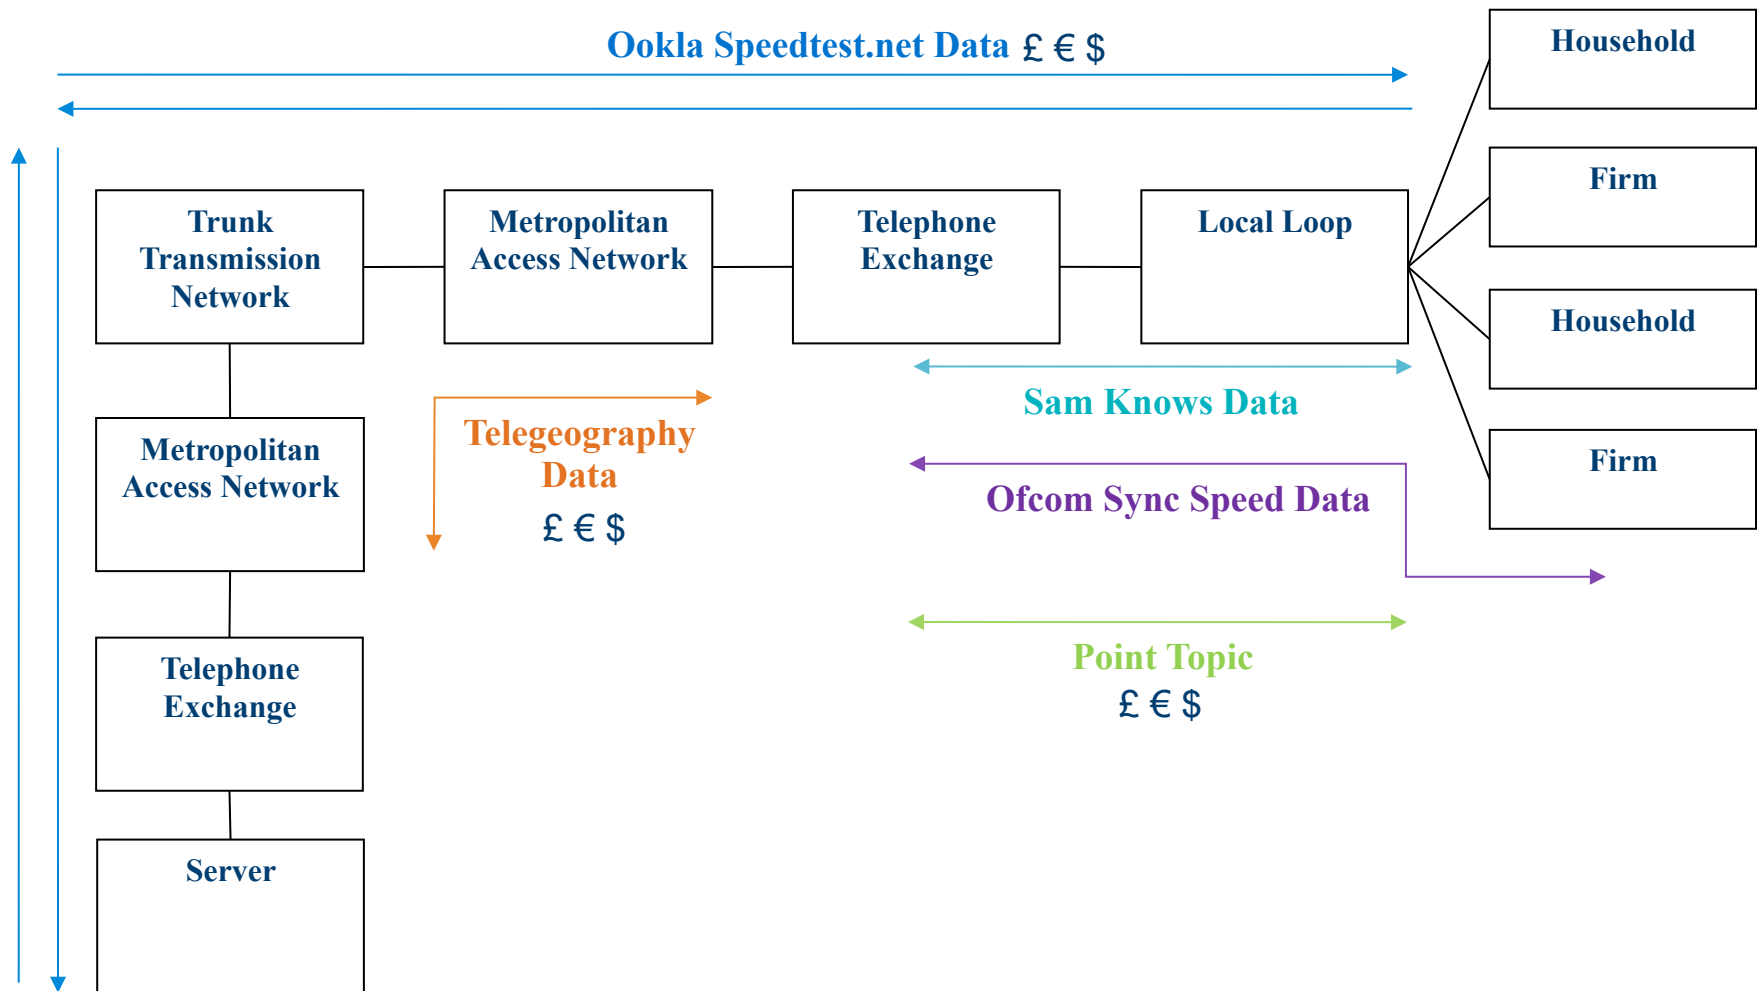 Ookla Speedtest.net Data £ € $
Household
Firm
Household
Firm
Trunk
Transmission
Network
Metropolitan
Access Network
Telephone
Exchange
Local Loop
Sam Knows Data
Telegeography
Data
£ € $
Ofcom Sync Speed Data
Point Topic
£ € $
Metropolitan
Access Network
Telephone
Exchange
Server